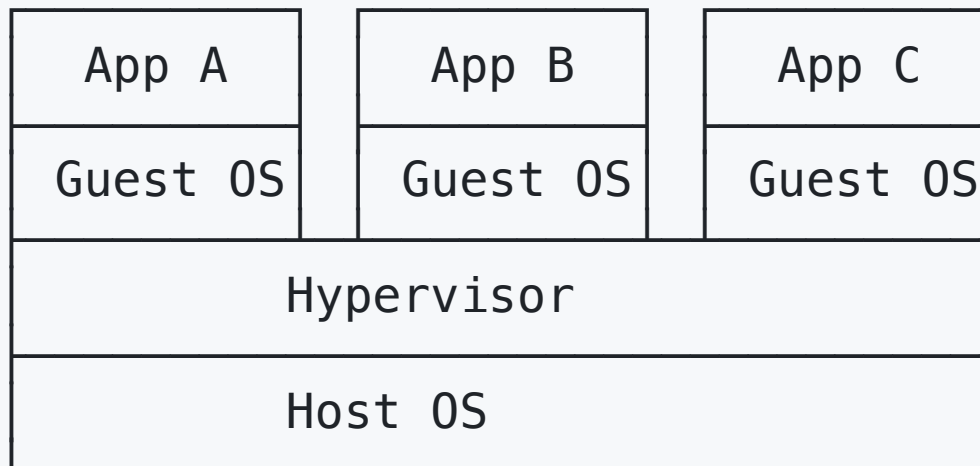 App A App B App C
Guest OS Guest OS Guest OS
Hypervisor
Host OS